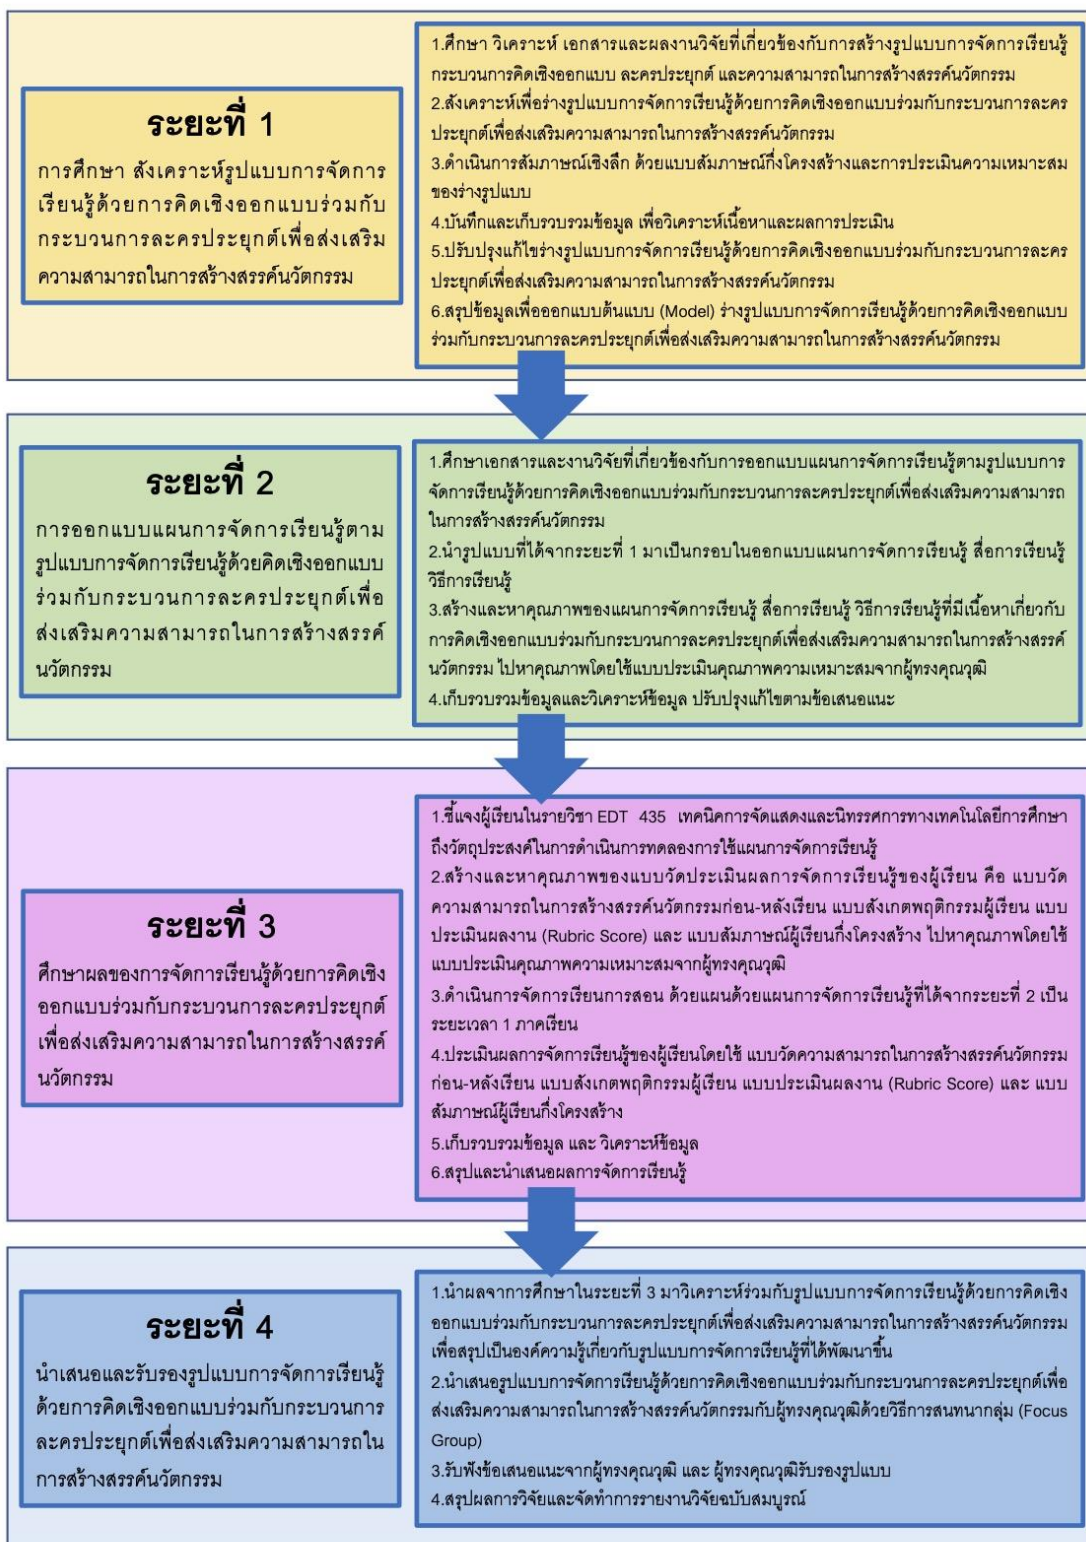 ระยะที่ 1
การศึกษา สังเคราะห์รูปแบบการจัดการ
เรียนรู้ด้วยการคิดเชิงออกแบบร่วมกับ
กระบวนการละครประยุกต์เพื่อส่งเสริม
ความสามารถในการสร้างสรรค์นวัตกรรม
1.ศึกษา วิเคราะห์ เอกสารและผลงานวิจัยที่เกี่ยวข้องกับการสร้างรูปแบบการจัดการเรียนรู้
กระบวนการคิดเชิงออกแบบ ละครประยุกต์ และความสามารถในการสร้างสรรค์นวัตกรรม
2.สังเคราะห์เพื่อร่างรูปแบบการจัดการเรียนรู้ด้วยการคิดเชิงออกแบบร่วมกับกระบวนการละคร
ประยุกต์เพื่อส่งเสริมความสามารถในการสร้างสรรค์นวัตกรรม
3.ดำเนินการสัมภาษณ์เชิงลึก ด้วยแบบสัมภาษณ์กึ่งโครงสร้างและการประเมินความเหมาะสม
ของร่างรูปแบบ
4.บันทึกและเก็บรวบรวมข้อมูล เพื่อวิเคราะห์เนื้อหาและผลการประเมิน
5.ปรับปรุงแก้ไขร่างรูปแบบการจัดการเรียนรู้ด้วยการคิดเชิงออกแบบร่วมกับกระบวนการละคร
ประยุกต์เพื่อส่งเสริมความสามารถในการสร้างสรรค์นวัตกรรม
6.สรุปข้อมูลเพื่อออกแบบต้นแบบ (Model) ร่างรูปแบบการจัดการเรียนรู้ด้วยการคิดเชิงออกแบบ
ร่วมกับกระบวนการละครประยุกต์เพื่อส่งเสริมความสามารถในการสร้างสรรค์นวัตกรรม
ระยะที่ 2
การออกแบบแผนการจัดการเรียนรู้ตาม
รูปแบบการจัดการเรียนรู้ด้วยคิดเชิงออกแบบ
ร่วมกับกระบวนการละครประยุกต์เพื่อ
ส่งเสริมความสามารถในการสร้างสรรค์
นวัตกรรม
1.ศึกษาเอกสารและงานวิจัยที่เกี่ยวข้องกับการออกแบบแผนการจัดการเรียนรู้ตามรูปแบบการ
จัดการเรียนรู้ด้วยการคิดเชิงออกแบบร่วมกับกระบวนการละครประยุกต์เพื่อส่งเสริมความสามารถ
ในการสร้างสรรค์นวัตกรรม
2.นำรูปแบบที่ได้จากระยะที่ 1 มาเป็นกรอบในออกแบบแผนการจัดการเรียนรู้ สื่อการเรียนรู้
วิธีการเรียนรู้
3.สร้างและหาคุณภาพของแผนการจัดการเรียนรู้ สื่อการเรียนรู้ วิธีการเรียนรู้ที่มีเนื้อหาเกี่ยวกับ
การคิดเชิงออกแบบร่วมกับกระบวนการละครประยุกต์เพื่อส่งเสริมความสามารถในการสร้างสรรค์
นวัตกรรม ไปหาคุณภาพโดยใช้แบบประเมินคุณภาพความเหมาะสมจากผู้ทรงคุณวุฒิ
4.เก็บรวบรวมข้อมูลและวิเคราะห์ข้อมูล ปรับปรุงแก้ไขตามข้อเสนอแนะ
ระยะที่ 3
ศึกษาผลของการจัดการเรียนรู้ด้วยการคิดเชิง
ออกแบบร่วมกับกระบวนการละครประยุกต์
เพื่อส่งเสริมความสามารถในการสร้างสรรค์
นวัตกรรม
1.ชี้แจงผู้เรียนในรายวิชา EDT 435 เทคนิคการจัดแสดงและนิทรรศการทางเทคโนโลยีการศึกษา
ถึงวัตถุประสงค์ในการดำเนินการทดลองการใช้แผนการจัดการเรียนรู้
2.สร้างและหาคุณภาพของแบบวัดประเมินผลการจัดการเรียนรู้ของผู้เรียน คือ แบบวัด
ความสามารถในการสร้างสรรค์นวัตกรรมก่อน-หลังเรียน แบบสังเกตพฤติกรรมผู้เรียน แบบ
ประเมินผลงาน (Rubric Score) และ แบบสัมภาษณ์ผู้เรียนกึ่งโครงสร้าง ไปหาคุณภาพโดยใช้
แบบประเมินคุณภาพความเหมาะสมจากผู้ทรงคุณวุฒิ
3.ดำเนินการจัดการเรียนการสอน ด้วยแผนด้วยแผนการจัดการเรียนรู้ที่ได้จากระยะที่ 2 เป็น
ระยะเวลา 1 ภาคเรียน
4.ประเมินผลการจัดการเรียนรู้ของผู้เรียนโดยใช้ แบบวัดความสามารถในการสร้างสรรค์นวัตกรรม
ก่อน-หลังเรียน แบบสังเกตพฤติกรรมผู้เรียน แบบประเมินผลงาน (Rubric Score) และ แบบ
สัมภาษณ์ผู้เรียนกึ่งโครงสร้าง
5.เก็บรวบรวมข้อมูล และ วิเคราะห์ข้อมูล
6.สรุปและนำเสนอผลการจัดการเรียนรู้
ระยะที่ 4
นำเสนอและรับรองรูปแบบการจัดการเรียนรู้
ด้วยการคิดเชิงออกแบบร่วมกับกระบวนการ
ละครประยุกต์เพื่อส่งเสริมความสามารถใน
การสร้างสรรค์นวัตกรรม
1.นำผลจาการศึกษาในระยะที่ 3 มาวิเคราะห์ร่วมกับรูปแบบการจัดการเรียนรู้ด้วยการคิดเชิง
ออกแบบร่วมกับกระบวนการละครประยุกต์เพื่อส่งเสริมความสามารถในการสร้างสรรค์นวัตกรรม
เพื่อสรุปเป็นองค์ความรู้เกี่ยวกับรูปแบบการจัดการเรียนรู้ที่ได้พัฒนาขึ้น
2.นำเสนอรูปแบบการจัดการเรียนรู้ด้วยการคิดเชิงออกแบบร่วมกับกระบวนการละครประยุกต์เพื่อ
ส่งเสริมความสามารถในการสร้างสรรค์นวัตกรรมกับผู้ทรงคุณวุฒิด้วยวิธีการสนทนากลุ่ม (Focus
Group)
3.รับฟังข้อเสนอแนะจากผู้ทรงคุณวุฒิ และ ผู้ทรงคุณวุฒิรับรองรูปแบบ
4.สรุปผลการวิจัยและจัดทำการรายงานวิจัยฉบับสมบูรณ์